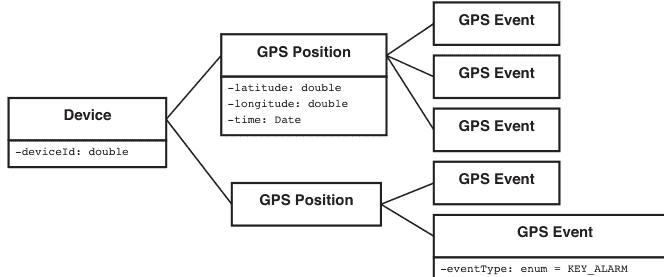 GPS Event
GPS Position
-latitude: double
-longitude: double
-time: Date
GPS Event
Device
-deviceId: double
GPS Event
GPS Position
GPS Event
GPS Event
-eventType: enum = KEY_ALARM